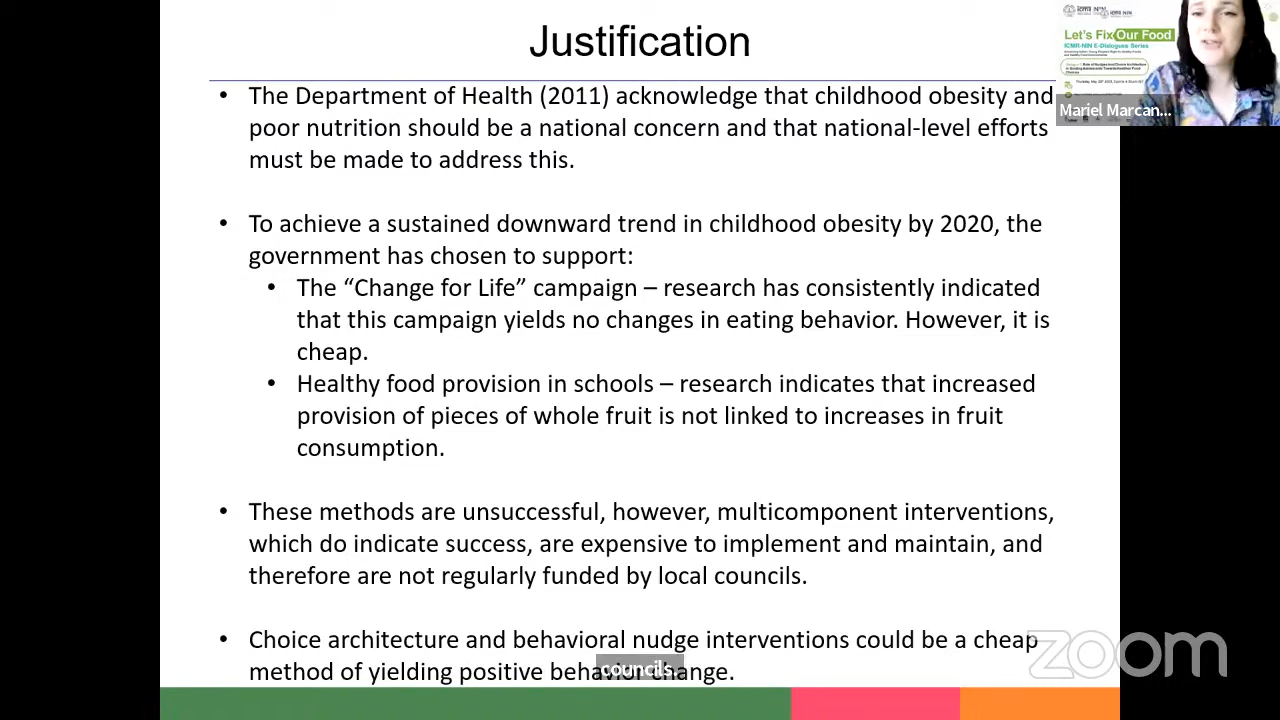 Justification
• The Department of Health (2011) acknowledge that childhood obesity and
poor nutrition should be a national concern and that national-level efforts
must be made to address this.
• To achieve a sustained downward trend in childhood obesity by 2020, the
government has chosen to support:
• The “Change for Life” campaign – research has consistently indicated
that this campaign yields no changes in eating behavior. However, it is
cheap.
• Healthy food provision in schools – research indicates that increased
provision of pieces of whole fruit is not linked to increases in fruit
consumption.
• These methods are unsuccessful, however, multicomponent interventions,
which do indicate success, are expensive to implement and maintain, and
therefore are not regularly funded by local councils.
• Choice architecture and behavioral nudge interventions could be a cheap
method of yielding positive behavior change.
councils.
zoom
Let's Fix Our Food
ICMR-NIN E-Dialogues Series
Mariel Marcan...